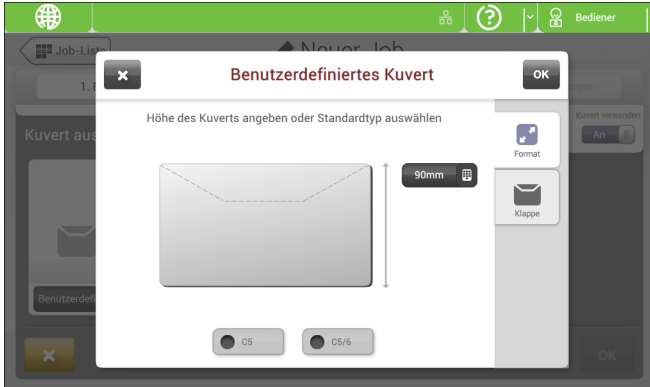 Bediener
Job-Liste
Neuer Job
Benutzerdefiniertes Kuvert
OK
1.
Höhe des Kuverts angeben oder Standardtyp auswählen
Kuvert verwenden
An
Kuvert aus
90mm
Format
Klappe
Benutzerdefi
C5
C5/6
OK